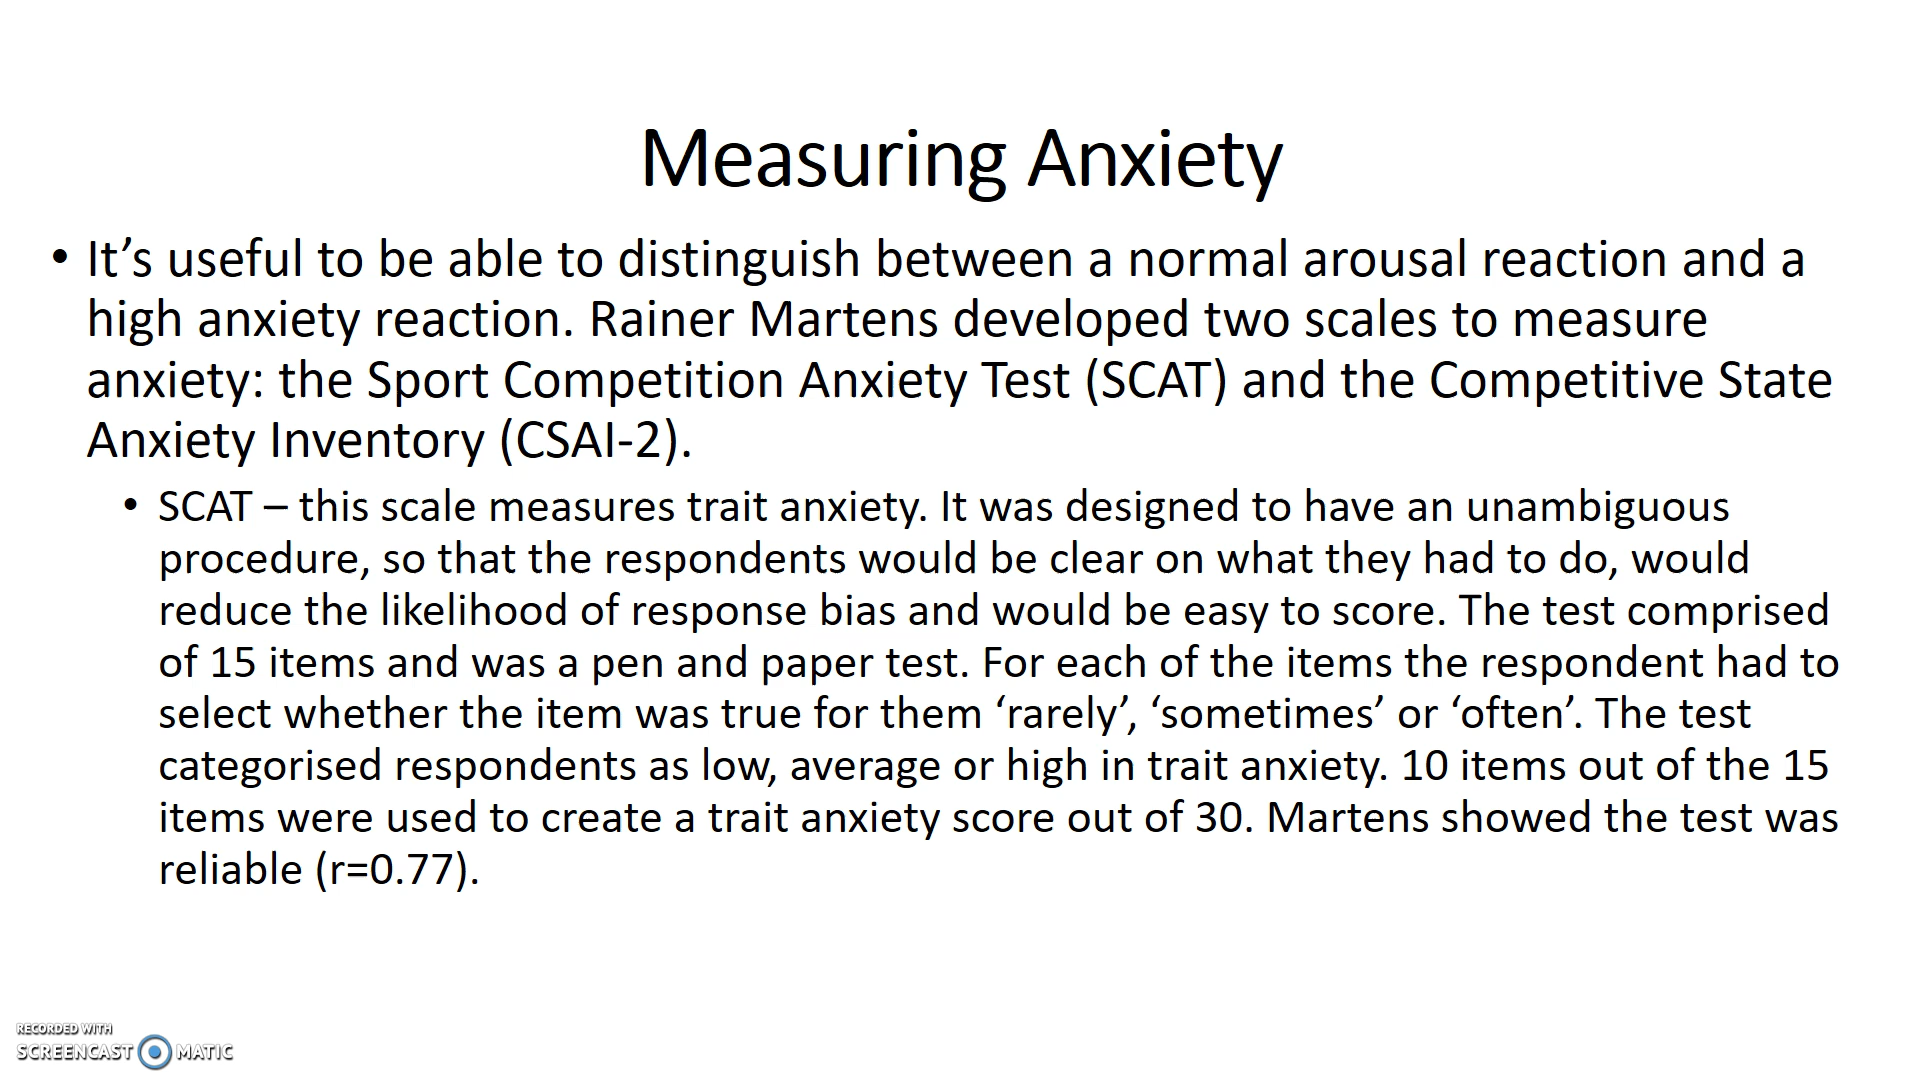 Measuring Anxiety
• It’s useful to be able to distinguish between a normal arousal reaction and a
high anxiety reaction. Rainer Martens developed two scales to measure
anxiety: the Sport Competition Anxiety Test (SCAT) and the Competitive State
Anxiety Inventory (CSAI-2).
• SCAT – this scale measures trait anxiety. It was designed to have an unambiguous
procedure, so that the respondents would be clear on what they had to do, would
reduce the likelihood of response bias and would be easy to score. The test comprised
of 15 items and was a pen and paper test. For each of the items the respondent had to
select whether the item was true for them ‘rarely’, ‘sometimes’ or ‘often’. The test
categorised respondents as low, average or high in trait anxiety. 10 items out of the 15
items were used to create a trait anxiety score out of 30. Martens showed the test was
reliable (r=0.77).
RECORDED WITH
SCREENCAST MATIC